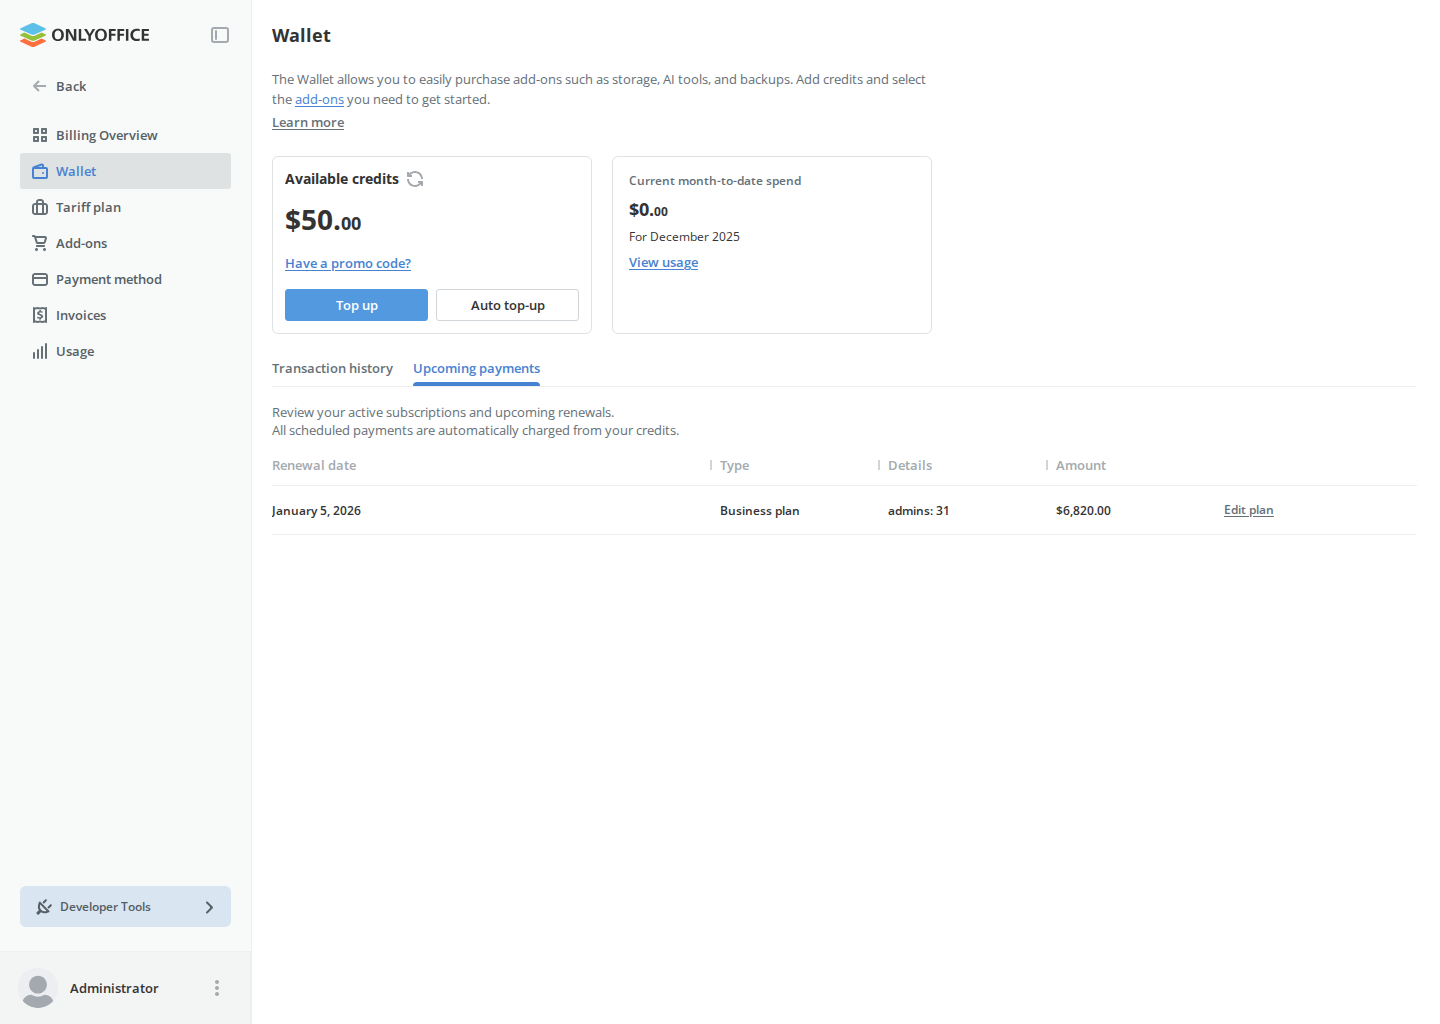 ONLYOFFICE
Back
Billing Overview
Wallet
Tariff plan
Add-ons
Payment method
Invoices
Usage
Developer Tools
Administrator
Wallet
The Wallet allows you to easily purchase add-ons such as storage, AI tools, and backups. Add credits and select
the add-ons you need to get started.
Learn more
Available credits
$50.00
Have a promo code?
Top up Auto top-up
Current month-to-date spend
$0.00
For December 2025
View usage
Transaction history Upcoming payments
Review your active subscriptions and upcoming renewals.
All scheduled payments are automatically charged from your credits.
Renewal date Type Details Amount
January 5, 2026 Business plan admins: 31 $6,820.00 Edit plan